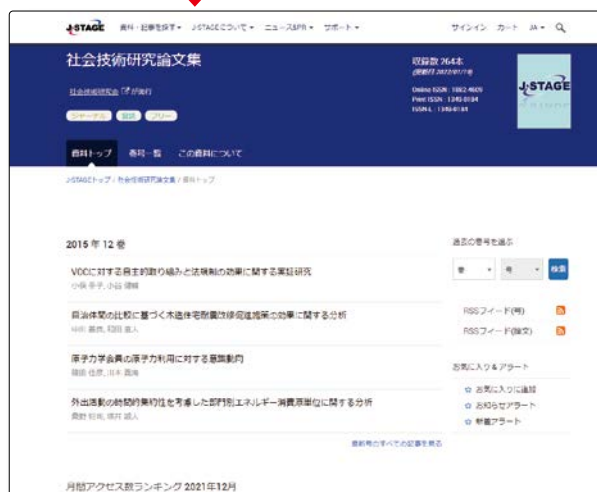 J-STAGE 資料・記事を探す J-STAGEについて ニュース&PR サポート サインイン カート JA
社会技術研究論文集
社会技術研究会 が発行
ジャーナル 査読 フリー
収録数 264本
(更新日 2022/01/19)
Online ISSN : 1882-4609
Print ISSN : 1349-0184
ISSN-L : 1349-0184
J-STAGE
資料トップ 巻号一覧 この資料について
J-STAGEトップ / 社会技術研究論文集 / 資料トップ
2015 年 12 巻
VOCに対する自主的取り組みと法規制の効果に関する実証研究
小俣 幸子, 小谷
自治体間の比較に基づく木造住宅耐震改修促進施策の効果に関する分析
直人
原子力学会員の原子力利用に対する意識動向
篠田 佳彦,
外出活動の時間的集約性を考慮した部門別エネルギー消費原単位に関する分析
最新号のすべての記事を見る
過去の巻号を選ぶ
巻 号 検索
RSSフィード(号)
RSSフィード(論文)
お気に入り&アラート
お気に入りに追加
お知らせアラート
新着アラート
月間アクセス数ランキング 2021年12月